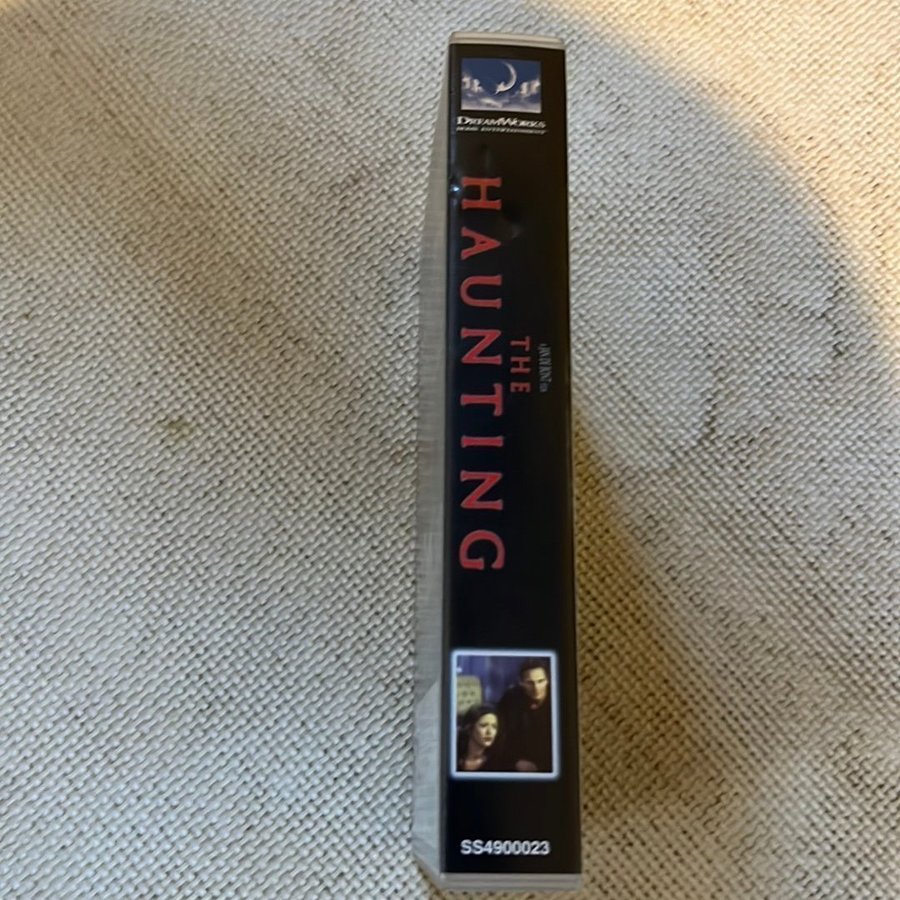 DREAMWORKS
HOME ENTERTAINMENT
THE
HAUNTING
SS4900023